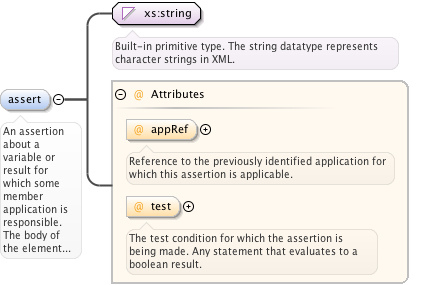 xs:string
Built-in primitive type. The string datatype represents
character strings in XML.
assert
An assertion
about a
variable or
result for
which some
member
application is
responsible.
The body of
the element...
@ Attributes
@ appRef
Reference to the previously identified application for
which this assertion is applicable.
@ test
The test condition for which the assertion is
being made. Any statement that evaluates to a
boolean result.